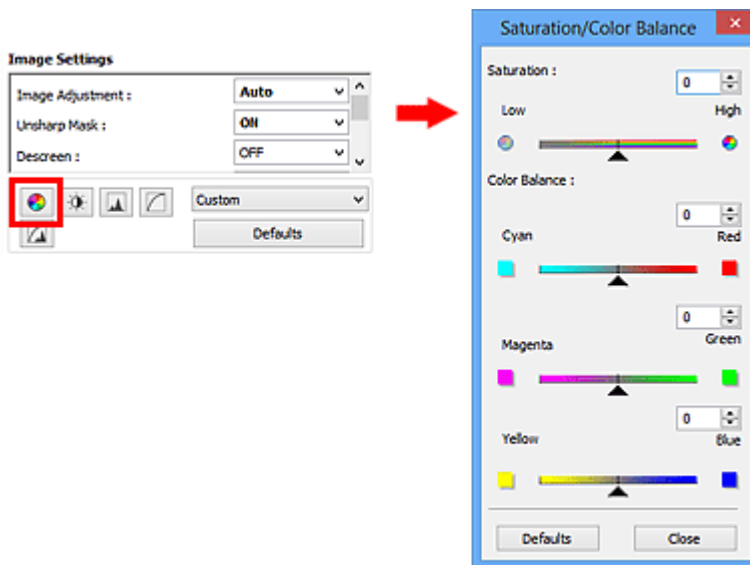 Image Settings
Image Adjustment : Auto
Unsharp Mask : ON
Descreen : OFF
Custom
Defaults
Saturation/Color Balance
Saturation : 0
Low High
Color Balance :
0
Cyan Red
0
Magenta Green
0
Yellow Blue
Defaults Close